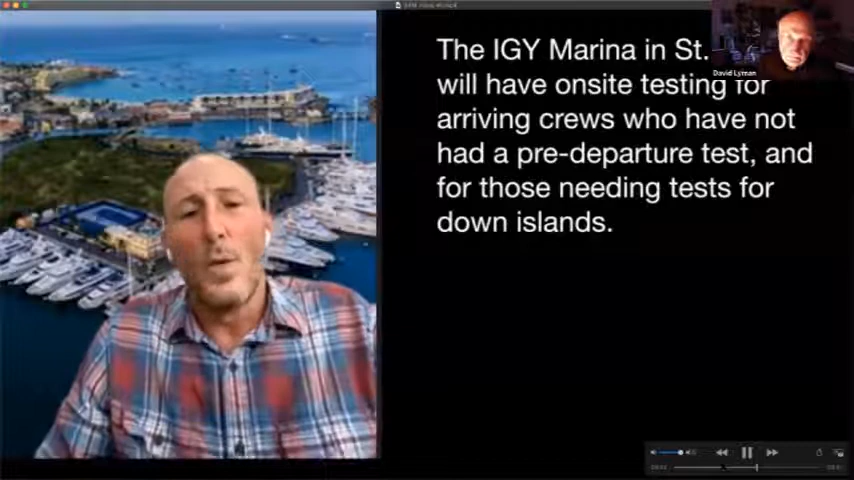 The IGY Marina in St.
David Lyman
will have onsite testing for
arriving crews who have not
had a pre-departure test, and
for those needing tests for
down islands.